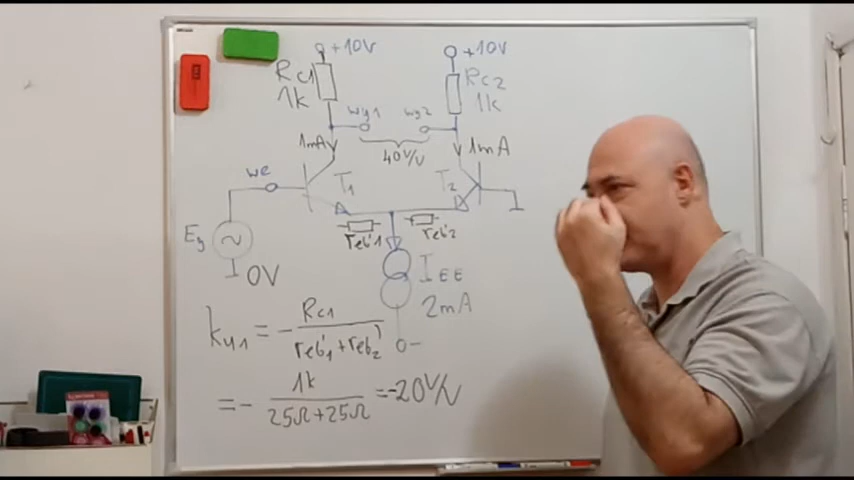 +10V
+10V
Rc1
1k
Rc2
1k
wy1
wy2
1mA
40V/V
1mA
we
T1
T2
Eg
reb'1
reb'2
0V
IEE
2mA
-
ku1 = - Rc1 / reb'1 + reb'2
= - 1k / 25Ω+25Ω = -20V/V